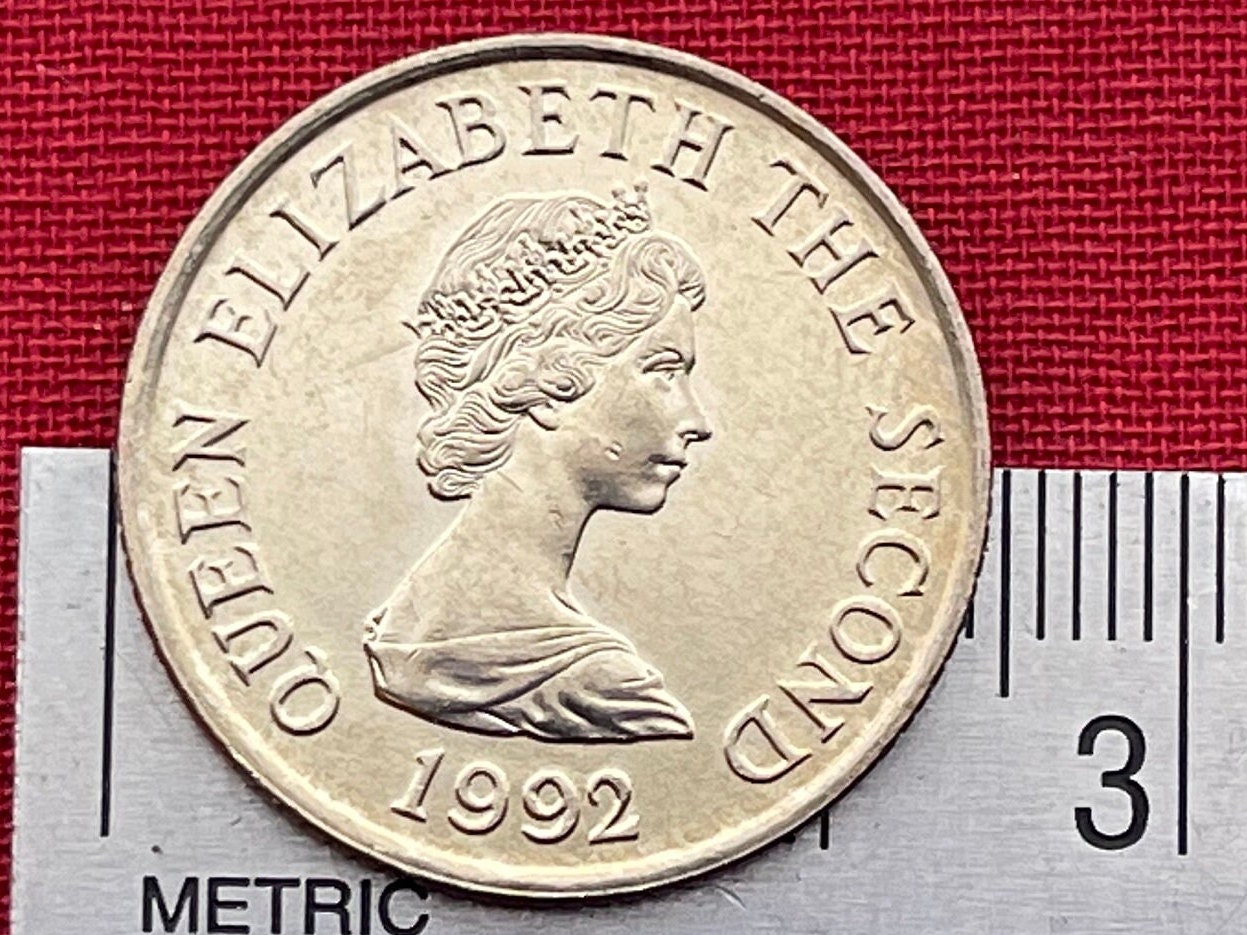 QUEEN ELIZABETH THE SECOND
1992
3
METRIC